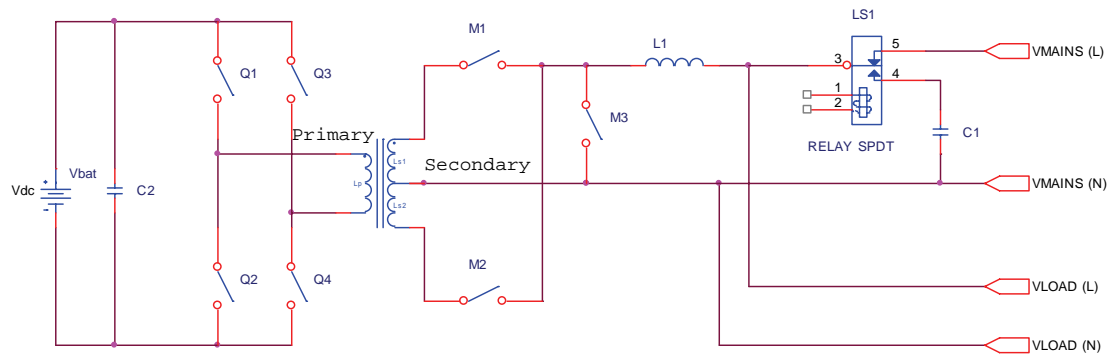 LS1
M1
L1
3
5
VMAINS (L)
4
Q1
Q3
1
2
M3
C1
RELAY SPDT
Primary
Ls1
Secondary
Vbat
+
Vdc
-
C2
Lp
VMAINS (N)
Ls2
M2
Q2
Q4
VLOAD (L)
VLOAD (N)